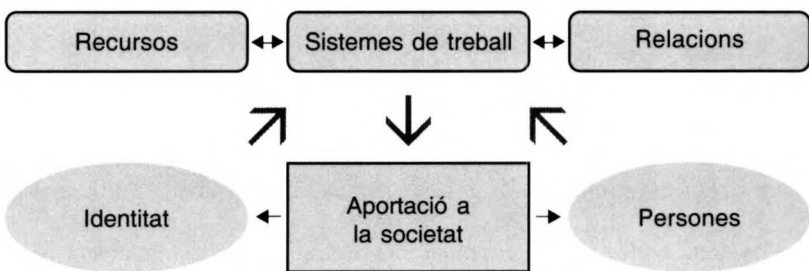 Recursos
Sistemes de treball
Relacions
Identitat
Aportació a
la societat
Persones